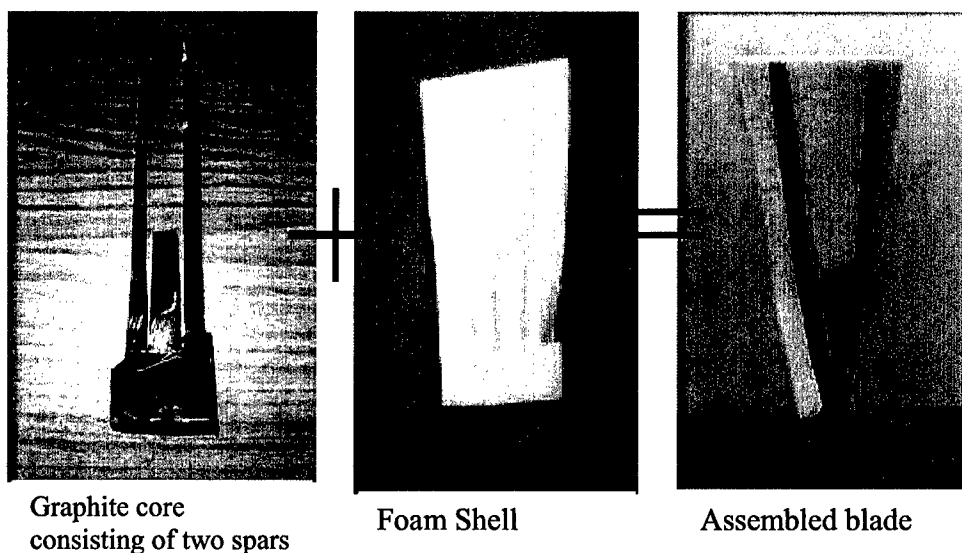 Graphite core
consisting of two spars
Foam Shell
Assembled blade